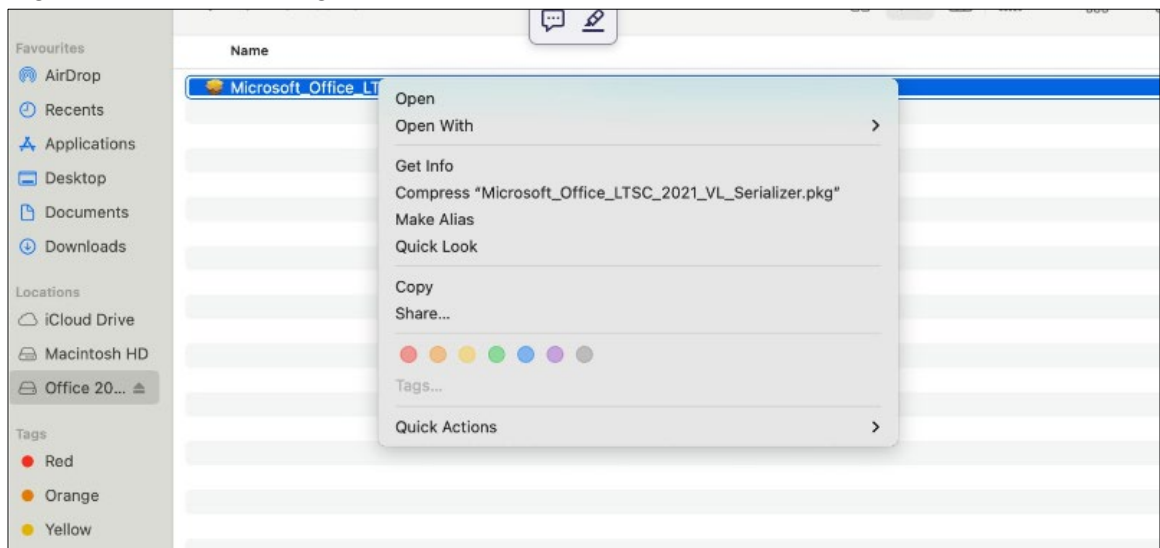 Favourites
AirDrop
Recents
Applications
Desktop
Documents
Downloads
Locations
iCloud Drive
Macintosh HD
Office 20...
Tags
Red
Orange
Yellow
Name
Microsoft_Office_LT
Open
Open With
Get Info
Compress “Microsoft_Office_LTSC_2021_VL_Serializer.pkg”
Make Alias
Quick Look
Copy
Share...
Tags...
Quick Actions